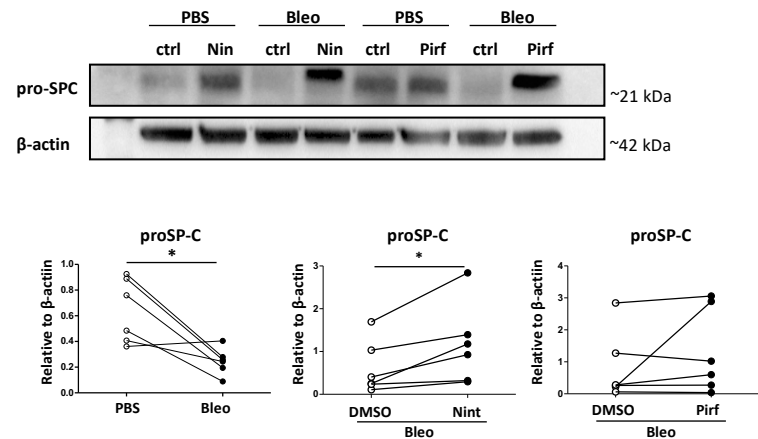 PBS Bleo PBS Bleo
ctrl Nin ctrl Nin ctrl Pirf ctrl Pirf
pro-SPC ~21 kDa
β-actin ~42 kDa
proSP-C
*
Relative to β-actiin
1.0
0.8
0.6
0.4
0.2
0.0
PBS Bleo
proSP-C
*
Relative to β-actiin
3
2
1
0
DMSO Nint
Bleo
proSP-C
Relative to β-actiin
4
3
2
1
0
DMSO Pirf
Bleo